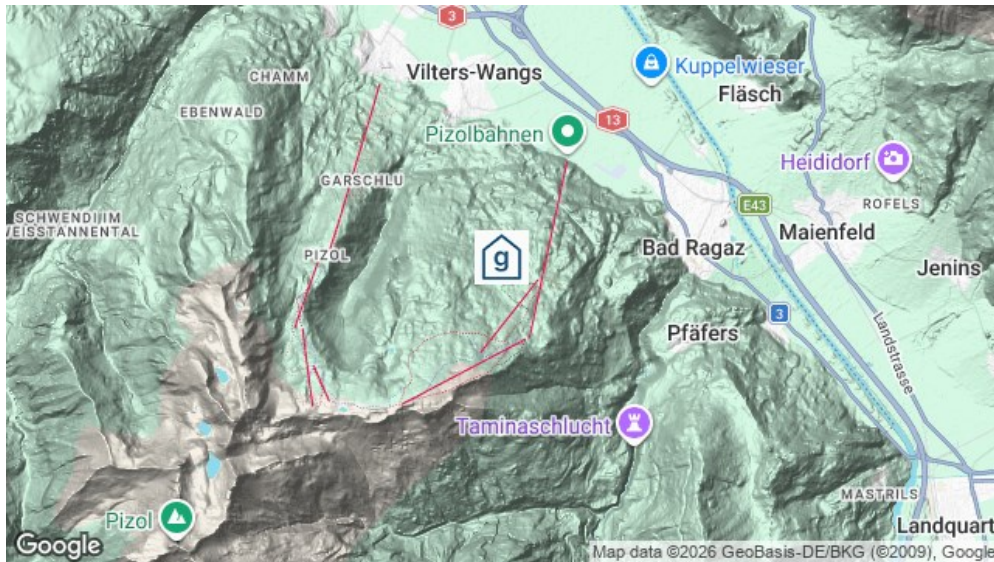 3
CHAMM
Vilters-Wangs
Kuppelwieser
Fläsch
EBENWALD
Pizolbahnen
13
Heididorf
GARSCHLU
E43
ROFELS
SCHWENDI IM
WEISSTANNENTAL
Maienfeld
PIZOL
g
Bad Ragaz
Jenins
3
Pfäfers
Landstrasse
Taminaschlucht
MASTRILS
Pizol
Landquart
Google
Map data ©2026 GeoBasis-DE/BKG (©2009), Google